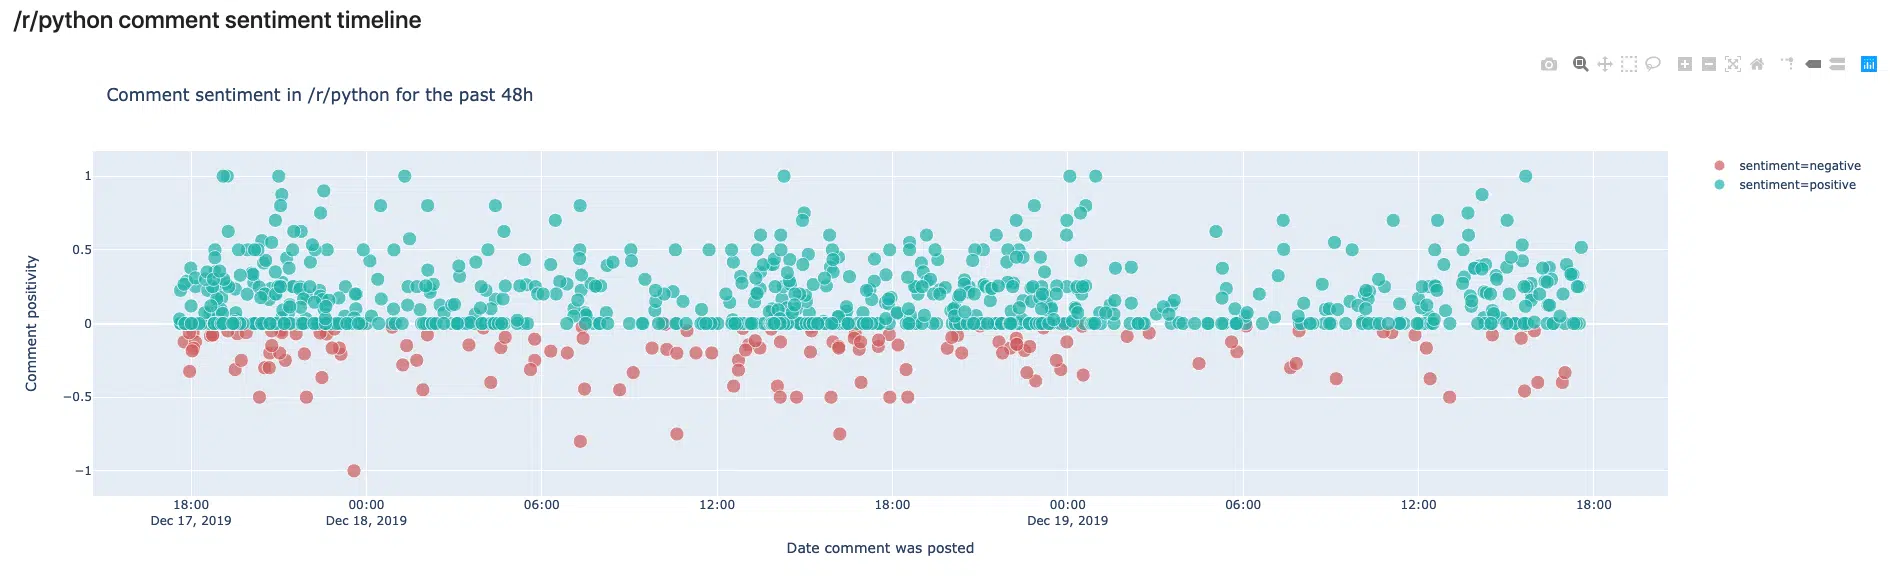 /r/python comment sentiment timeline
Comment sentiment in /r/python for the past 48h
sentiment=negative
sentiment=positive
Comment positivity
1
0.5
0
−0.5
−1
18:00 00:00 06:00 12:00 18:00 00:00 06:00 12:00 18:00
Dec 17, 2019 Dec 18, 2019 Dec 19, 2019
Date comment was posted